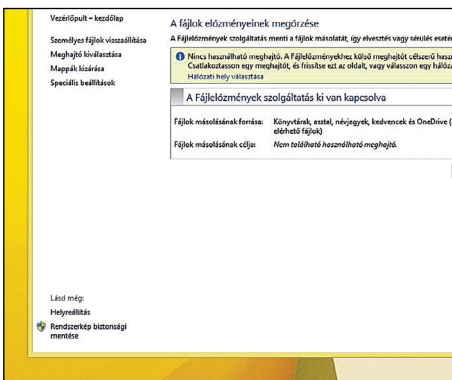 Vezérlőpult – kezdőlap
Személyes fájlok visszaállítása
Meghajtó kiválasztása
Mappák kizárása
Speciális beállítások
A fájlok előzményeinek megőrzése
A Fájlelőzmények szolgáltatás menti a fájlok másolatát, így elvesztés vagy sérülés esetén
Nincs használható meghajtó. A Fájlelőzményekhez külső meghajtót célszerű
Csatlakoztasson egy meghajtót, és frissítse ezt az oldalt, vagy válasszon egy
Hálózati hely választása
A Fájlelőzmények szolgáltatás ki van kapcsolva
Fájlok másolásának forrása: Könyvtárak, asztal, névjegyek, kedvencek és OneDrive (
elérhető fájlok)
Fájlok másolásának célja: Nem található használható meghajtó.
Lásd még:
Helyreállítás
Rendszerkép biztonsági
mentése